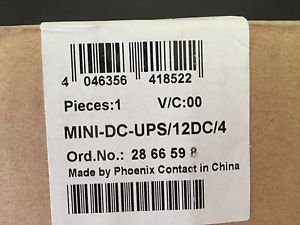 4 046356 418522
Pieces:1 V/C:00
MINI-DC-UPS/12DC/4
Ord.No.: 28 66 59 8
Made by Phoenix Contact in China